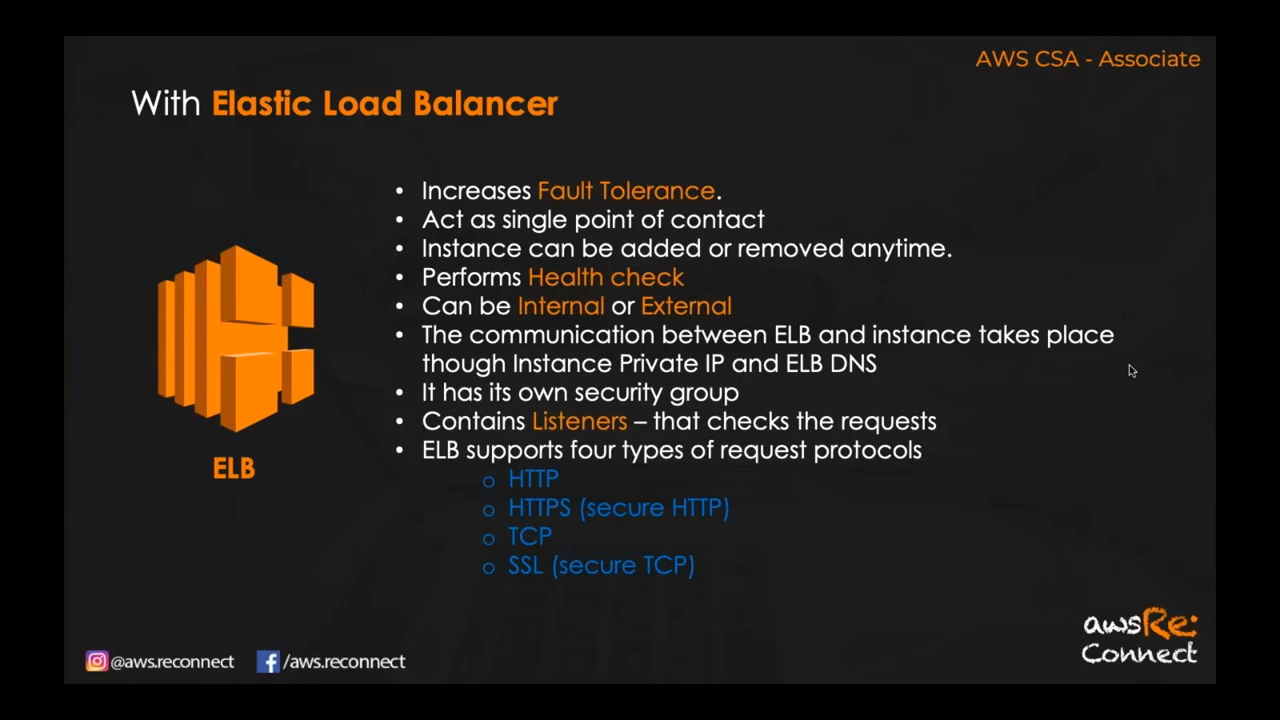 AWS CSA - Associate
With Elastic Load Balancer
• Increases Fault Tolerance.
• Act as single point of contact
• Instance can be added or removed anytime.
• Performs Health check
• Can be Internal or External
• The communication between ELB and instance takes place
though Instance Private IP and ELB DNS
• It has its own security group
• Contains Listeners – that checks the requests
• ELB supports four types of request protocols
o HTTP
o HTTPS (secure HTTP)
o TCP
o SSL (secure TCP)
ELB
@aws.reconnect
/aws.reconnect
awsRe:
Connect